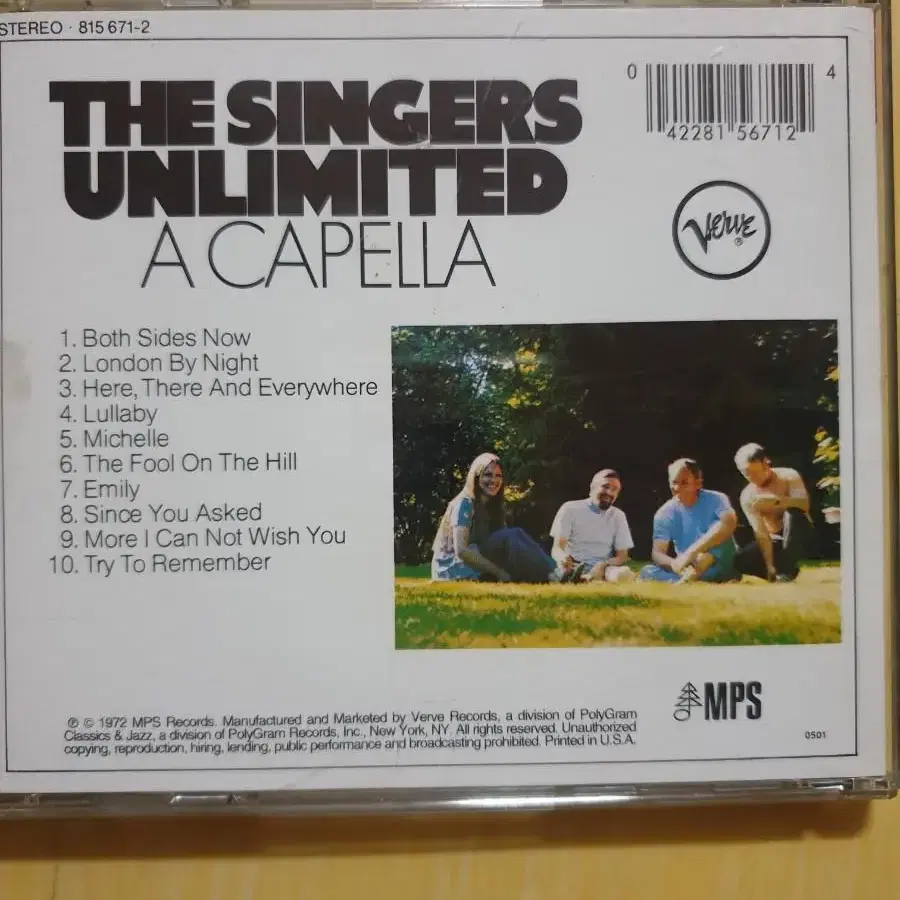 STEREO · 815 671-2
THE SINGERS
UNLIMITED
A CAPELLA
0 42281 56712 4
Verve®
1. Both Sides Now
2. London By Night
3. Here, There And Everywhere
4. Lullaby
5. Michelle
6. The Fool On The Hill
7. Emily
8. Since You Asked
9. More I Can Not Wish You
10. Try To Remember
MPS
℗ © 1972 MPS Records. Manufactured and Marketed by Verve Records, a division of PolyGram
Classics & Jazz, a division of PolyGram Records, Inc., New York, NY. All rights reserved. Unauthorized
copying, reproduction, hiring, lending, public performance and broadcasting prohibited. Printed in U.S.A.
0501